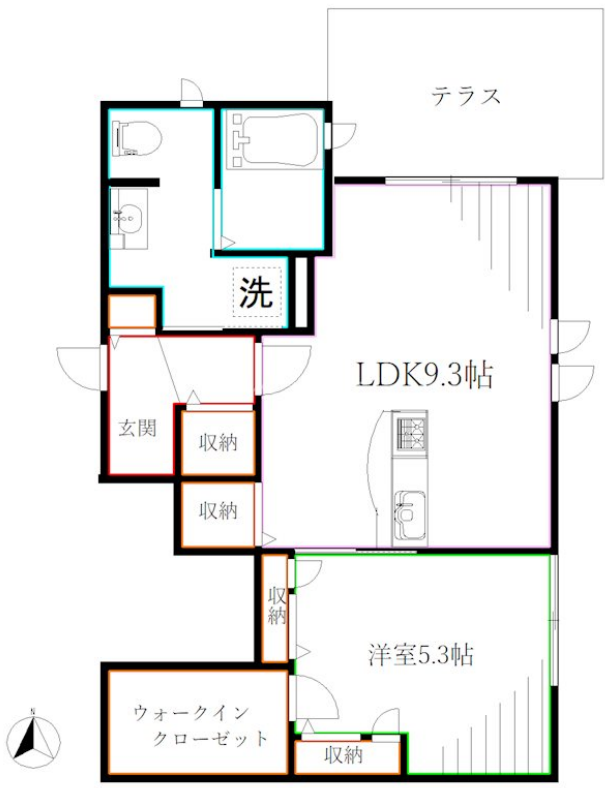 テラス
洗
LDK9.3帖
玄関
収納
収納
収納
洋室5.3帖
ウォークイン
クローゼット
収納
N